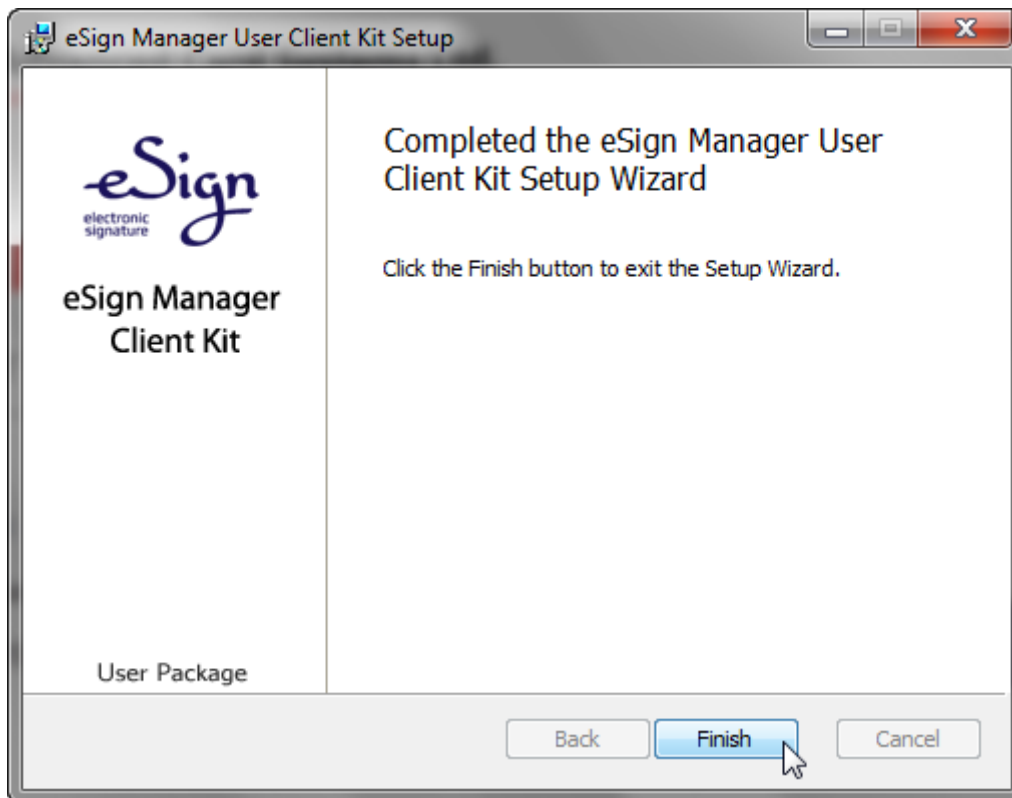 eSign Manager User Client Kit Setup
eSign
electronic
signature
eSign Manager
Client Kit
User Package
Completed the eSign Manager User
Client Kit Setup Wizard
Click the Finish button to exit the Setup Wizard.
Back
Finish
Cancel